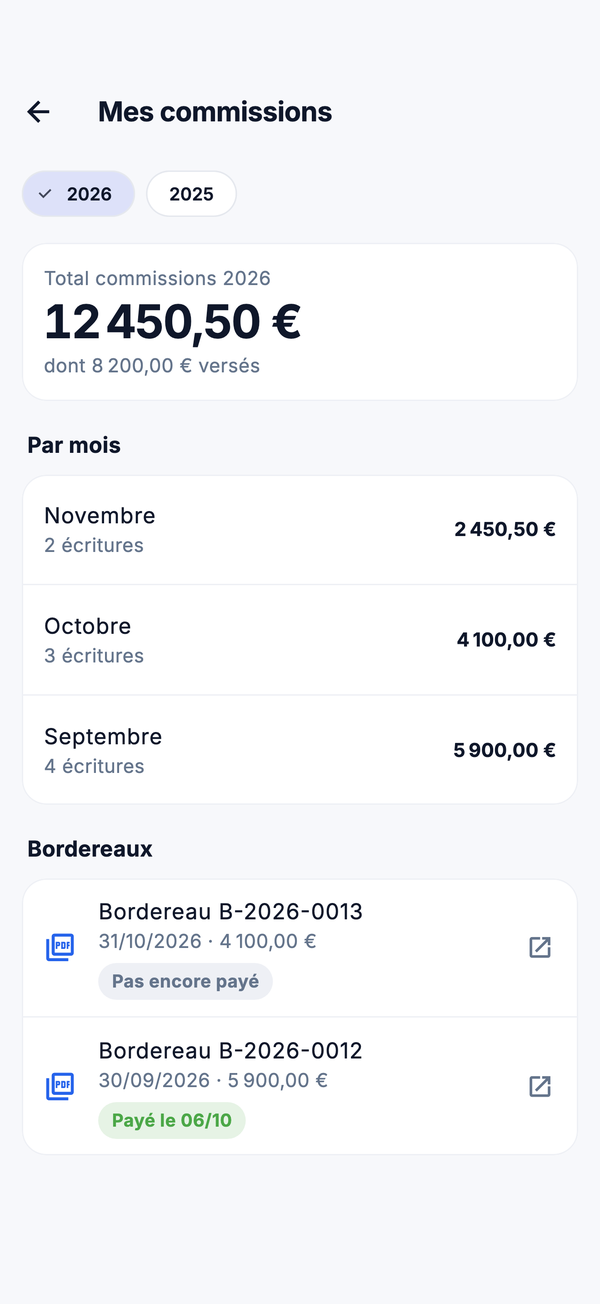 Mes commissions
2026
2025
Total commissions 2026
12 450,50 €
dont 8 200,00 € versés
Par mois
Novembre
2 450,50 €
2 écritures
Octobre
4 100,00 €
3 écritures
Septembre
5 900,00 €
4 écritures
Bordereaux
Bordereau B-2026-0013
PDF
31/10/2026 · 4 100,00 €
Pas encore payé
Bordereau B-2026-0012
PDF
30/09/2026 · 5 900,00 €
Payé le 06/10